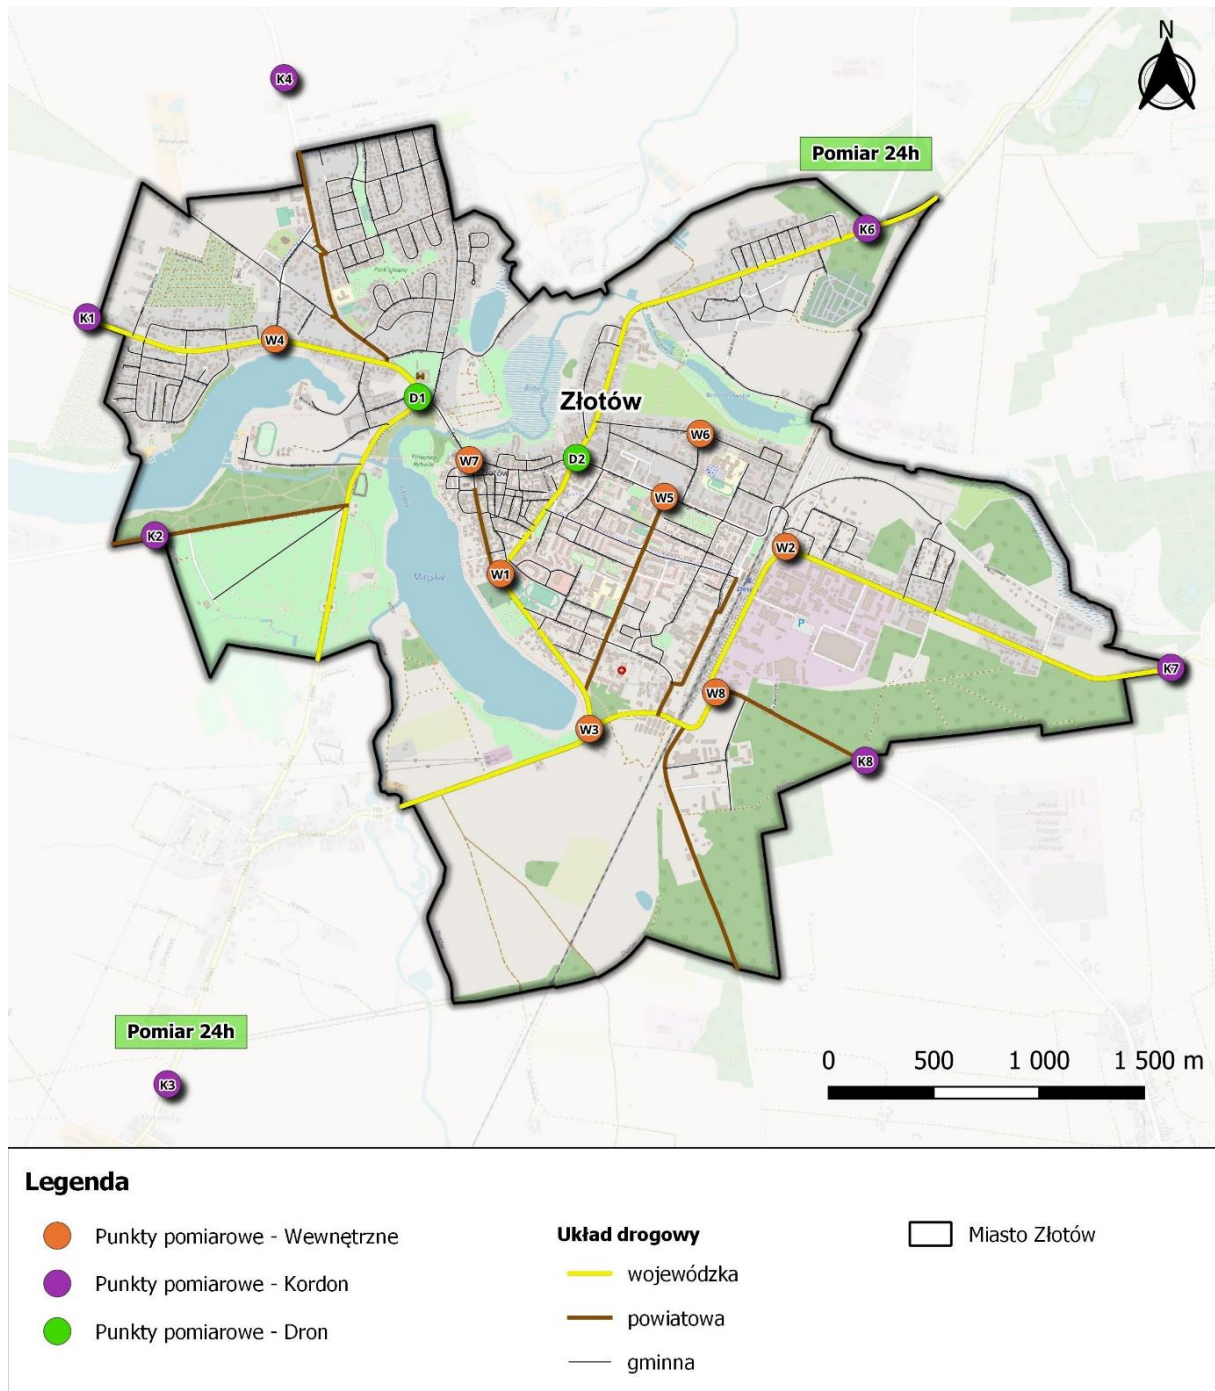 N
K4
Pomiar 24h
K6
K1
W4
D1
Złotów
W6
W7
D2
W5
K2
W2
W1
Miejskie
P
K7
W8
W3
K8
Pomiar 24h
0 500 1 000 1 500 m
K3
Legenda
Punkty pomiarowe - Wewnętrzne
Punkty pomiarowe - Kordon
Punkty pomiarowe - Dron
Układ drogowy
wojewódzka
powiatowa
gminna
Miasto Złotów